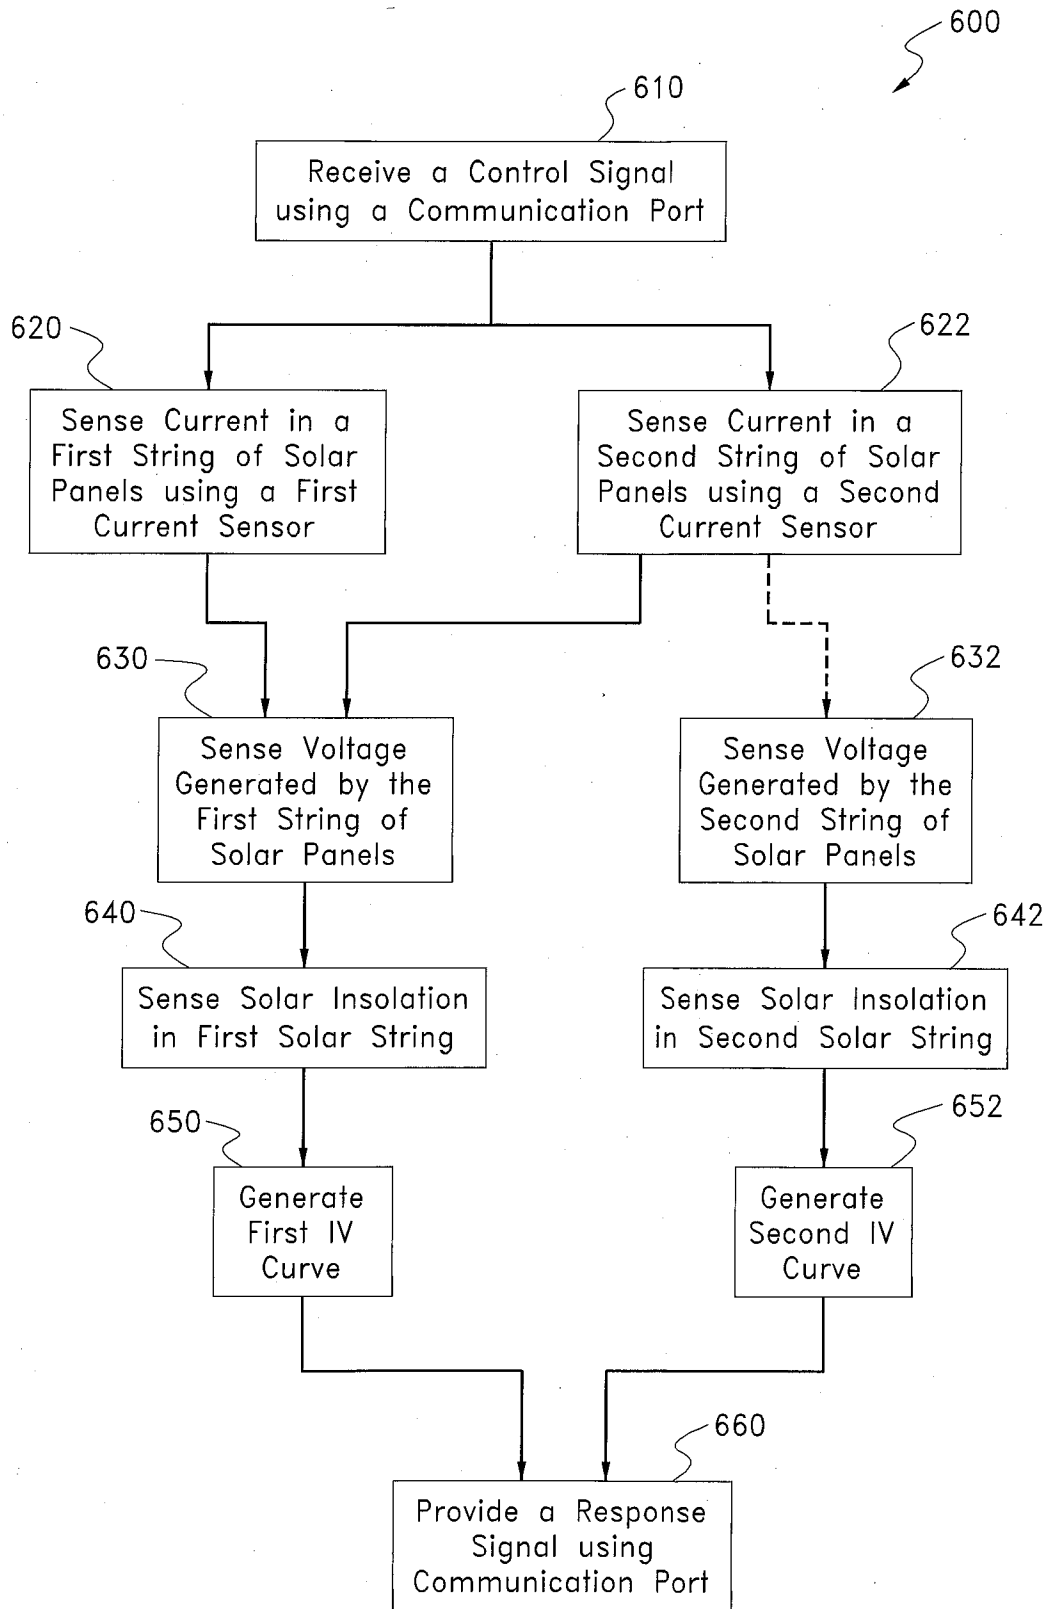 600
610
Receive a Control Signal
using a Communication Port
620
622
Sense Current in a
First String of Solar
Panels using a First
Current Sensor
Sense Current in a
Second String of Solar
Panels using a Second
Current Sensor
630
632
Sense Voltage
Generated by the
First String of
Solar Panels
Sense Voltage
Generated by the
Second String of
Solar Panels
640
642
Sense Solar Insolation
in First Solar String
Sense Solar Insolation
in Second Solar String
650
652
Generate
First IV
Curve
Generate
Second IV
Curve
660
Provide a Response
Signal using
Communication Port